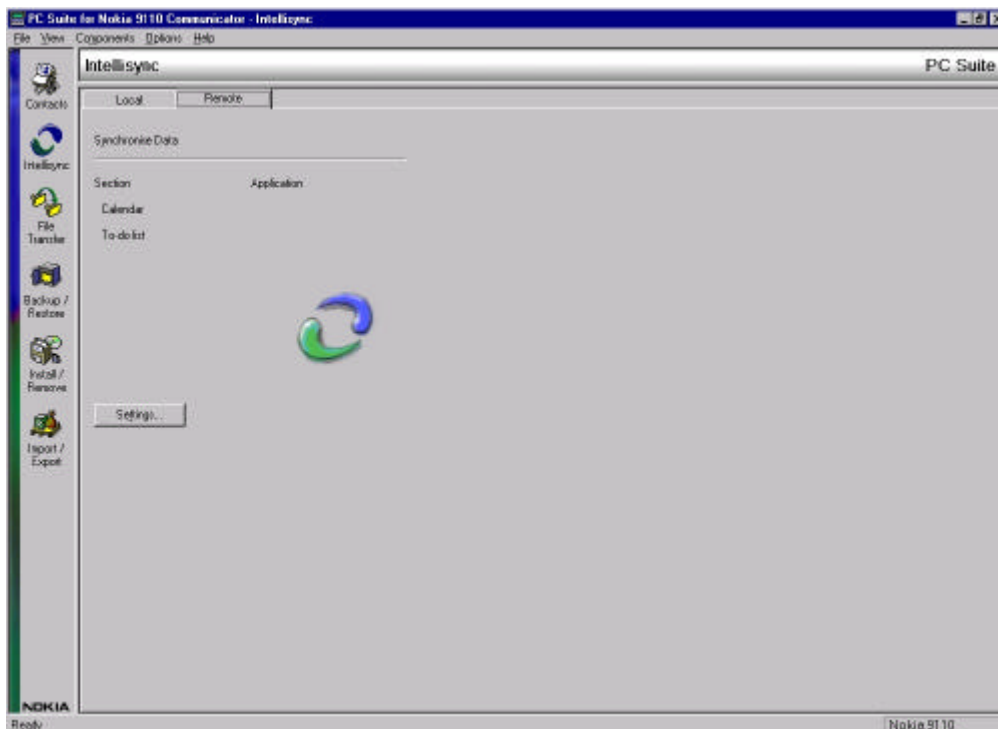 PC Suite for Nokia 9110 Communicator - Intellisync
File View Components Options Help
Intellisync PC Suite
Contacts
Intellisync
File
Transfer
Backup /
Restore
Install /
Remove
Import /
Export
NOKIA
Local Remote
Synchronise Data
Section Application
Calendar
To-do list
Settings...
Ready Nokia 9110